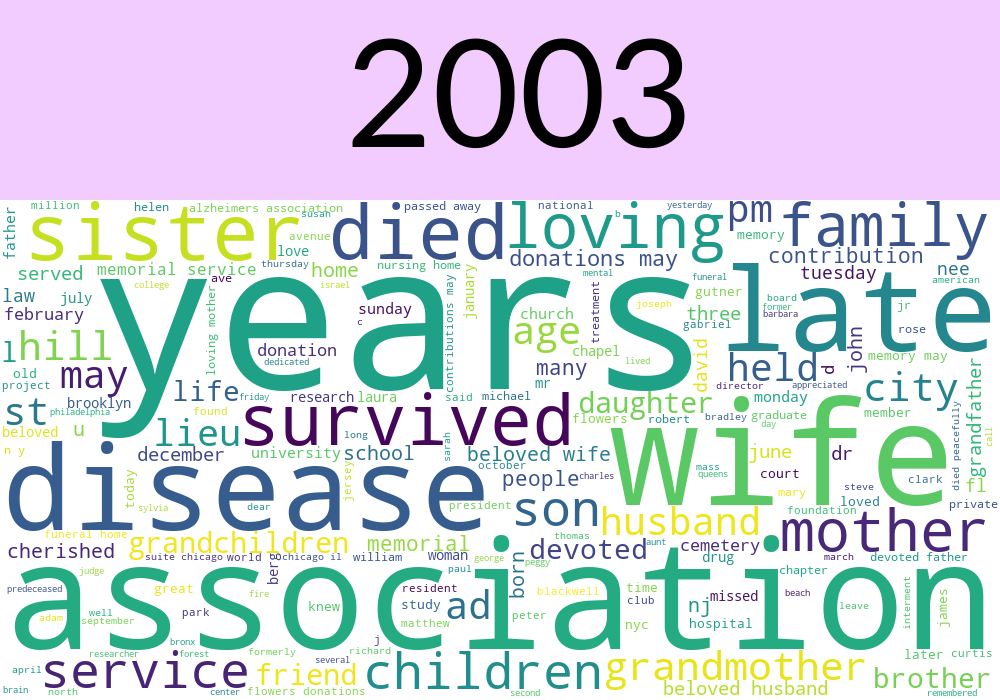 2003
million
helen
alzheimers association
susan
passed away
national
b
yesterday
father
sister
died
loving
pm
family
avenue
love
memory
thursday
served
memorial service
ave
home
nursing home
donations may
contribution
tuesday
nee
american
college
israel
mental
funeral
law
july
february
loving mother
january
years
late
sunday
c
contributions may
church
treatment
joseph
gutner
three
gabriel
board
former
barbara
jr
rose
l
hill
age
chapel
lived
david
john
memory may
donation
dedicated
many
mr
held
d
director
appreciated
old
project
may
life
friday
research
laura
said
michael
daughter
monday
city
grandfather
brooklyn
st
philadelphia
found
flowers
robert
bradley
graduate
day
member
died peacefully
call
beloved
u
lieu
survived
long
sarah
wife
n y
december
university
school
beloved wife
june
dr
today
jersey
october
people
charles
mass
queens
court
steve
clark
fl
disease
sylvia
dear
president
son
mary
loved
private
foundation
funeral home
thomas
husband
mother
cherished
grandchildren
memorial
woman
devoted
aunt
cemetery
drug
march
devoted father
suite chicago
world
berg
chicago il
william
george
peggy
paul
born
chapter
judge
predeceased
great
fire
resident
blackwell
time
missed
beach
association
adam
well
september
park
knew
study
ad
matthew
peter
club
nyc
nj
hospital
leave
interment
james
bronx
j
researcher
forest
formerly
several
richard
later
curtis
april
service
friend
children
grandmother
brother
brain
north
center
flowers donations
second
beloved husband
remembered